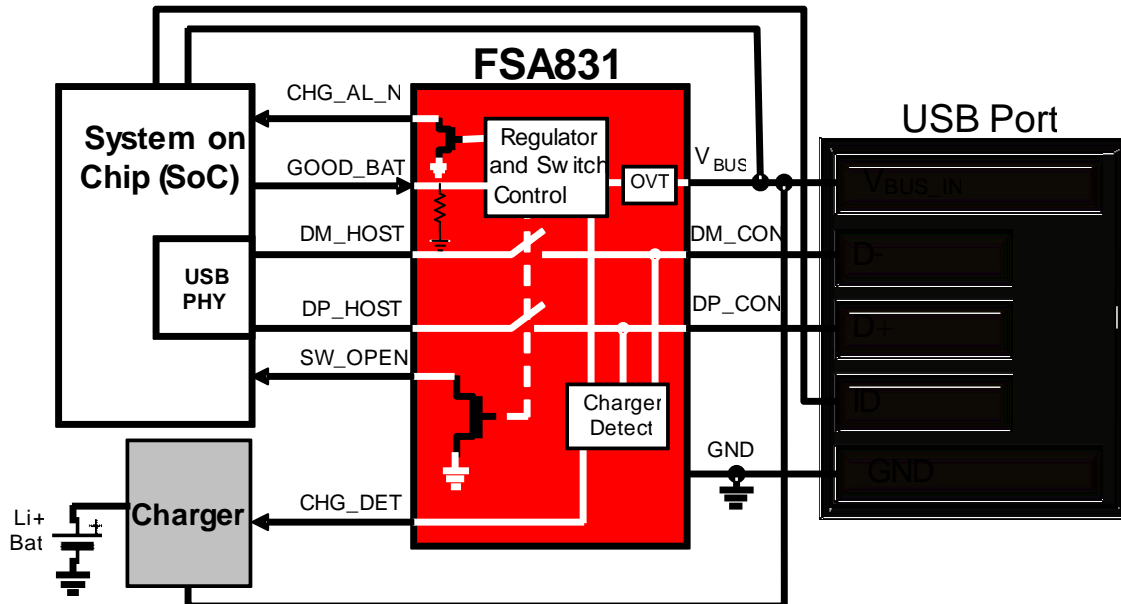 FSA831
USB Port
System on
Chip (SoC)
USB
PHY
CHG_AL_N
GOOD_BAT
DM_HOST
DP_HOST
SW_OPEN
CHG_DET
Regulator
and Switch
Control
OVT
Charger
Detect
VBUS
DM_CON
DP_CON
GND
VBUS_IN
D-
D+
ID
GND
Charger
Li+
Bat
+